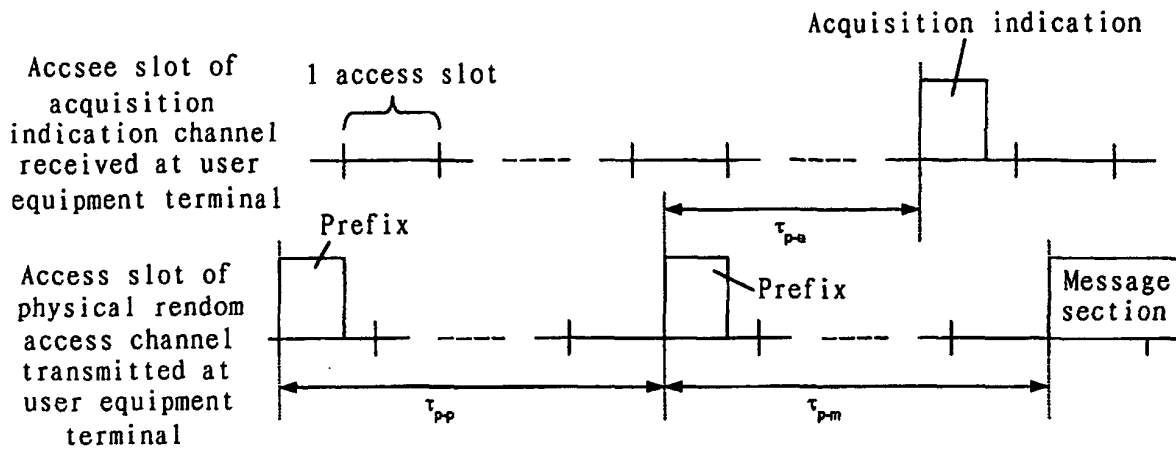 Acquisition indication
Accsee slot of
acquisition
indication channel
received at user
equipment terminal
1 access slot
τp-a
Prefix
Access slot of
physical rendom
access channel
transmitted at
user equipment
terminal
Prefix
Message
section
τp-p
τp-m